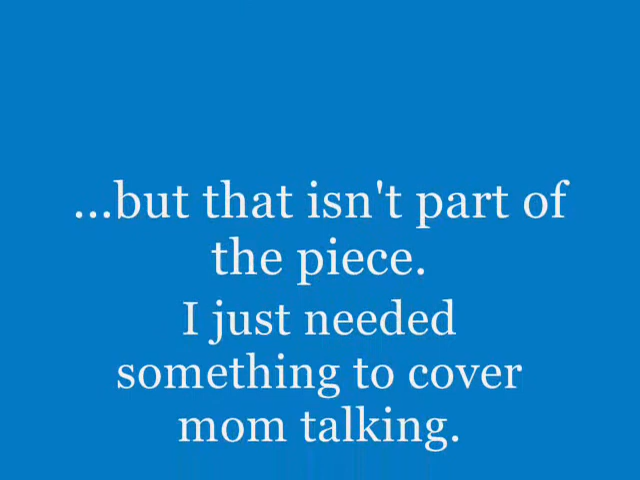 ...but that isn't part of
the piece.
I just needed
something to cover
mom talking.